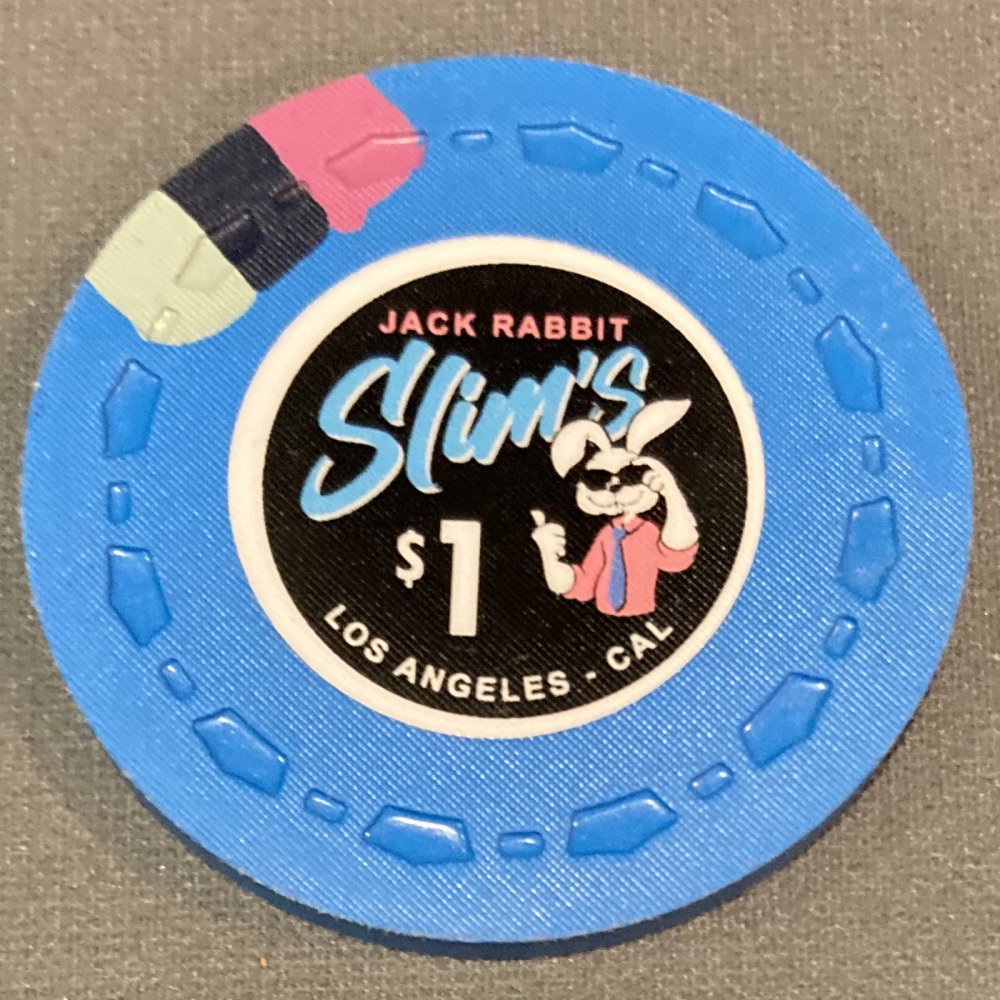 JACK RABBIT
Slim's
$1
LOS ANGELES - CAL